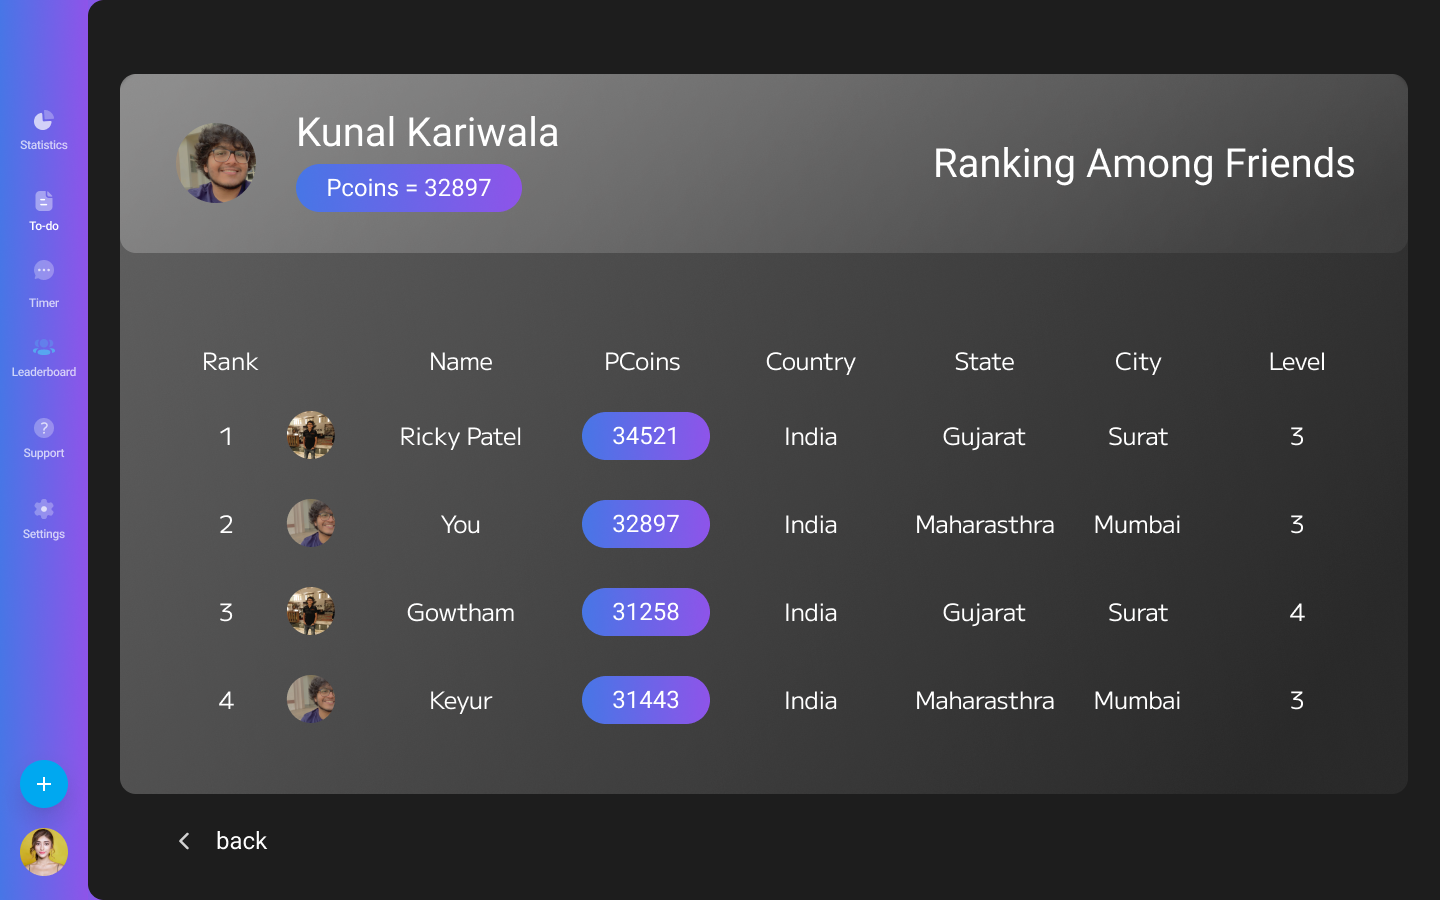 Statistics
To-do
Timer
Leaderboard
?
Support
Settings
+
Kunal Kariwala
Pcoins = 32897
Ranking Among Friends
Rank Name PCoins Country State City Level
1 Ricky Patel 34521 India Gujarat Surat 3
2 You 32897 India Maharasthra Mumbai 3
3 Gowtham 31258 India Gujarat Surat 4
4 Keyur 31443 India Maharasthra Mumbai 3
back